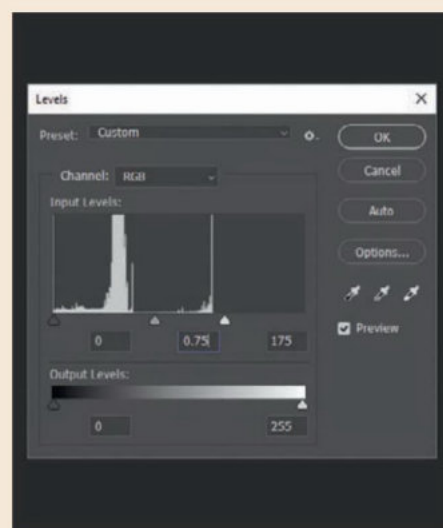 Levels
Preset: Custom
OK
Cancel
Channel: RGB
Input Levels:
Auto
Options...
Preview
0 0.75 175
Output Levels:
0 255